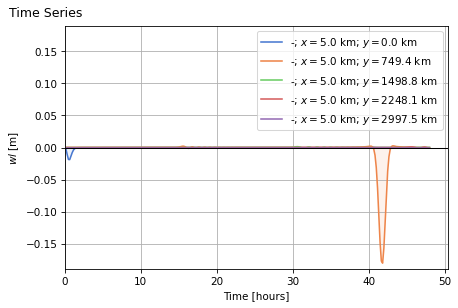 Time Series
-; x = 5.0 km; y = 0.0 km
-; x = 5.0 km; y = 749.4 km
-; x = 5.0 km; y = 1498.8 km
-; x = 5.0 km; y = 2248.1 km
-; x = 5.0 km; y = 2997.5 km
wl [m]
0.15
0.10
0.05
0.00
−0.05
−0.10
−0.15
0 10 20 30 40 50
Time [hours]